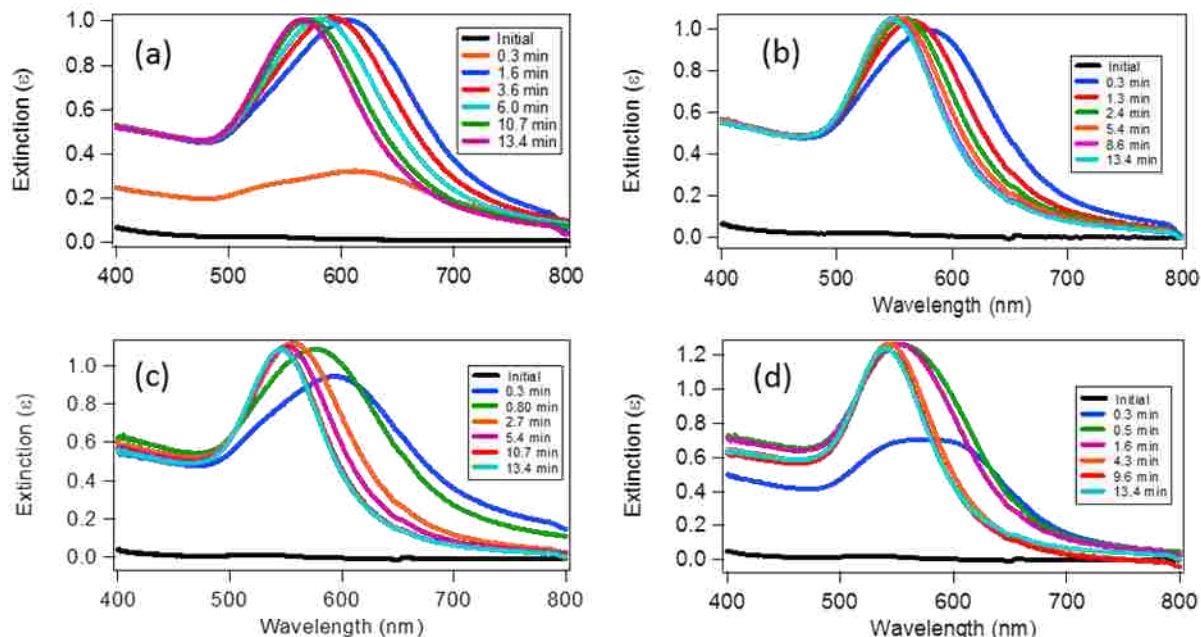 (a)
Extinction (ε)
1.0
0.8
0.6
0.4
0.2
0.0
400
500
600
700
800
Initial
0.3 min
1.6 min
3.6 min
6.0 min
10.7 min
13.4 min
(b)
Extinction (ε)
1.0
0.8
0.6
0.4
0.2
0.0
400
500
600
700
800
Wavelength (nm)
Initial
0.3 min
1.3 min
2.4 min
5.4 min
8.6 min
13.4 min
(c)
Extinction (ε)
1.0
0.8
0.6
0.4
0.2
0.0
400
500
600
700
800
Wavelength (nm)
Initial
0.3 min
0.80 min
2.7 min
5.4 min
10.7 min
13.4 min
(d)
Extinction (ε)
1.2
1.0
0.8
0.6
0.4
0.2
0.0
400
500
600
700
800
Wavelength (nm)
Initial
0.3 min
0.5 min
1.6 min
4.3 min
9.6 min
13.4 min